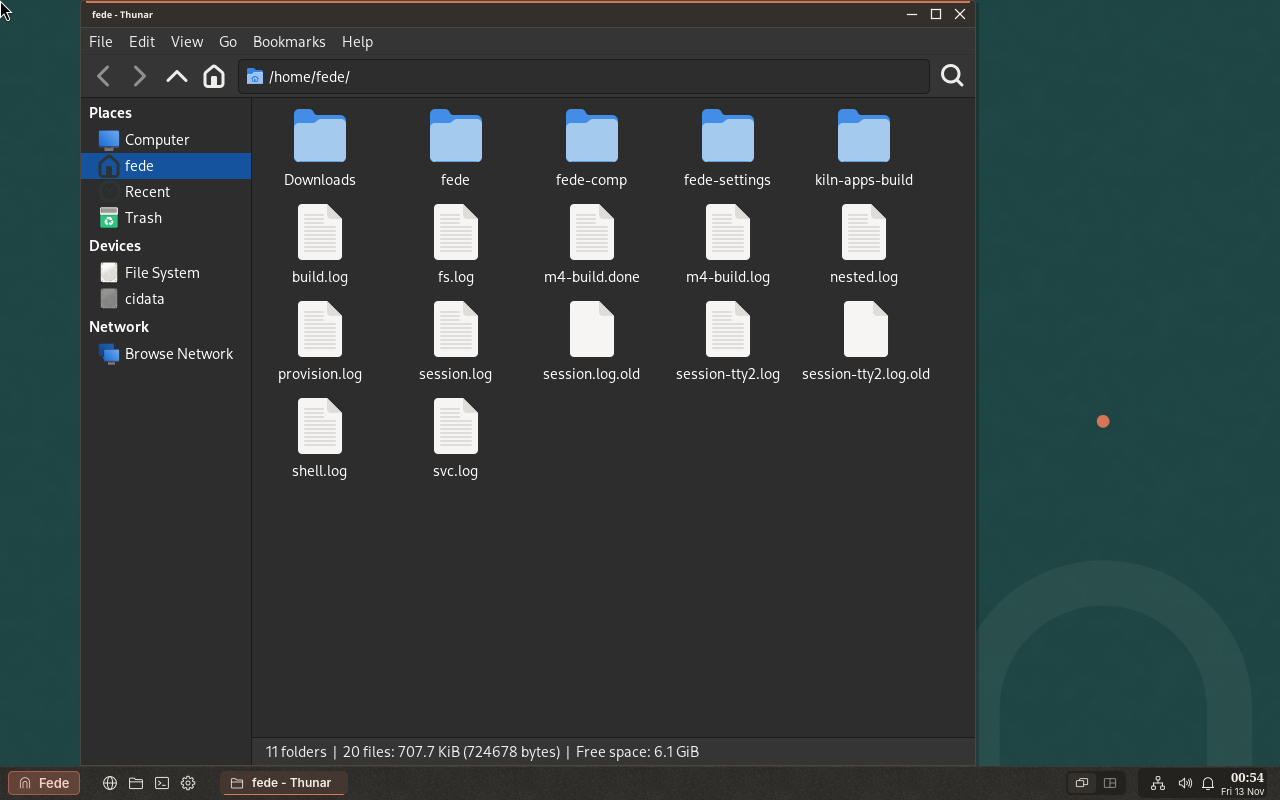 fede - Thunar
File Edit View Go Bookmarks Help
/home/fede/
Places
Computer
fede
Recent
Trash
Devices
File System
cidata
Network
Browse Network
Downloads fede fede-comp fede-settings kiln-apps-build
build.log fs.log m4-build.done m4-build.log nested.log
provision.log session.log session.log.old session-tty2.log session-tty2.log.old
shell.log svc.log
11 folders | 20 files: 707.7 KiB (724678 bytes) | Free space: 6.1 GiB
Fede fede - Thunar 00:54
Fri 13 Nov